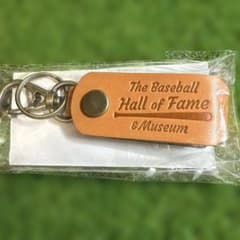 The Baseball
Hall of Fame
& Museum